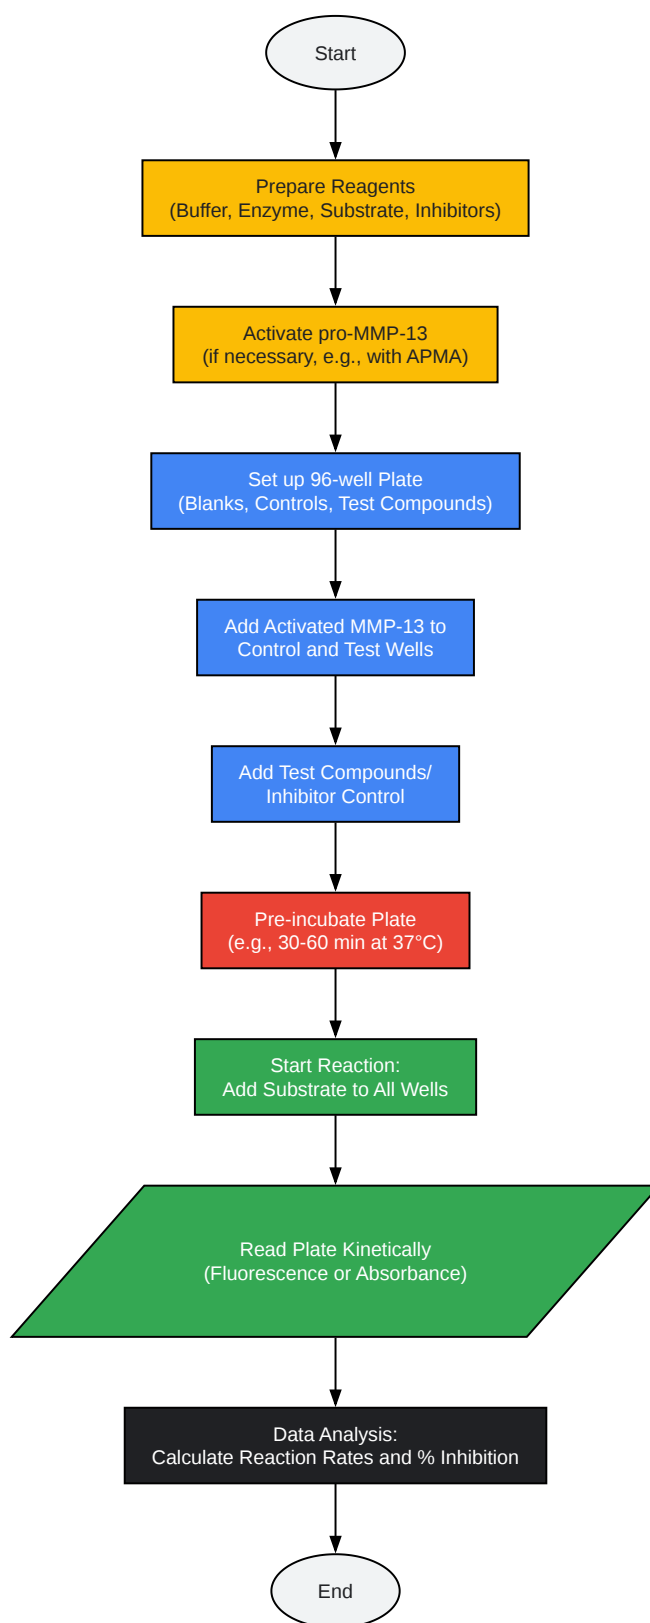 Start
Prepare Reagents
(Buffer, Enzyme, Substrate, Inhibitors)
Activate pro-MMP-13
(if necessary, e.g., with APMA)
Set up 96-well Plate
(Blanks, Controls, Test Compounds)
Add Activated MMP-13 to
Control and Test Wells
Add Test Compounds/
Inhibitor Control
Pre-incubate Plate
(e.g., 30-60 min at 37°C)
Start Reaction:
Add Substrate to All Wells
Read Plate Kinetically
(Fluorescence or Absorbance)
Data Analysis:
Calculate Reaction Rates and % Inhibition
End